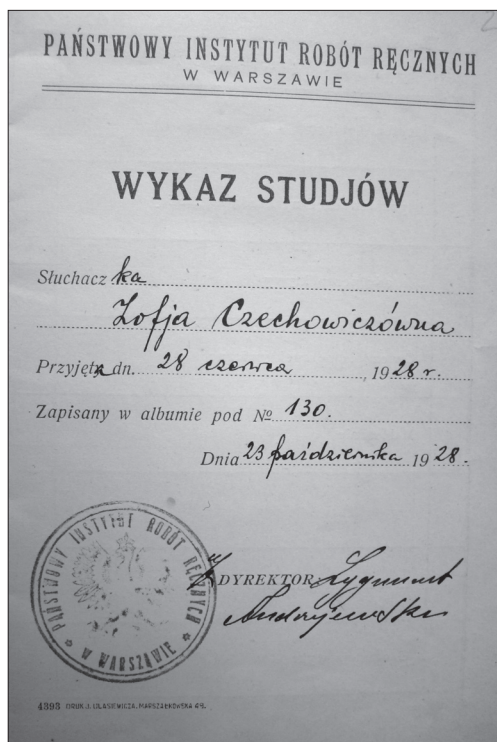 PAŃSTWOWY INSTYTUT ROBÓT RĘCZNYCH
W WARSZAWIE
WYKAZ STUDJÓW
Słuchacz ka
Zofja Czechowiczówna
Przyjęta dn. 28 czerwca, 1928 r.
Zapisany w albumie pod № 130.
Dnia 23 października 1928.
DYREKTOR Zygmunt
Andrzejewski
PAŃSTWOWY INSTYTUT ROBÓT RĘCZNYCH
* W WARSZAWIE *
4393 DRUK J. ULASIEWICZA, MARSZAŁKOWSKA 49.